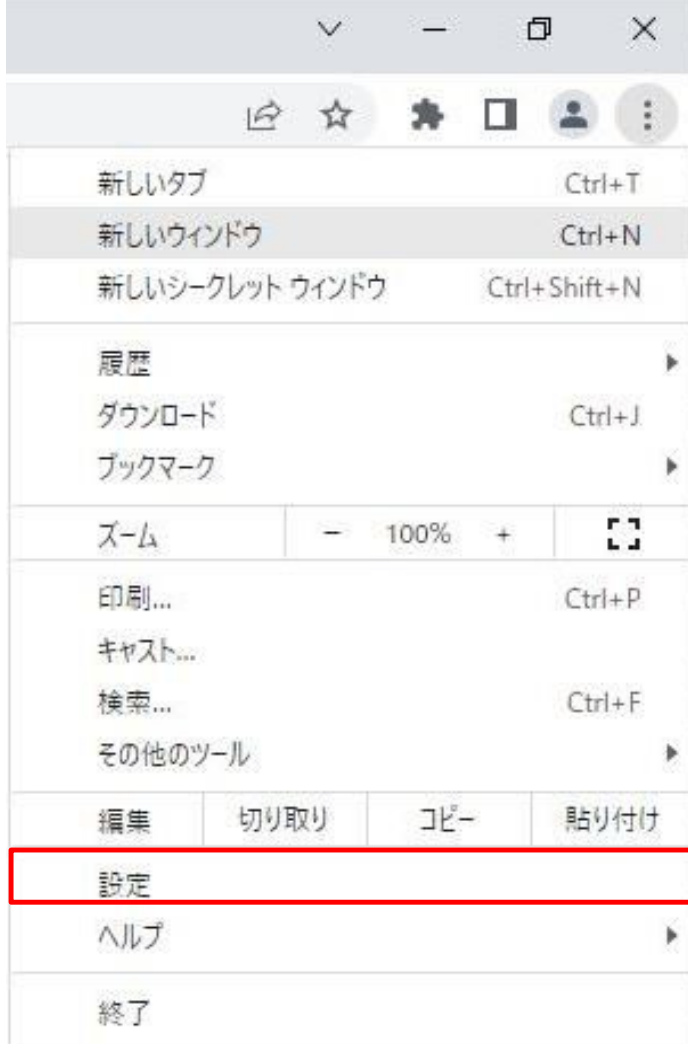 新しいタブ Ctrl+T
新しいウィンドウ Ctrl+N
新しいシークレット ウィンドウ Ctrl+Shift+N
履歴
ダウンロード Ctrl+J
ブックマーク
ズーム － 100% +
印刷... Ctrl+P
キャスト...
検索... Ctrl+F
その他のツール
編集 切り取り コピー 貼り付け
設定
ヘルプ
終了